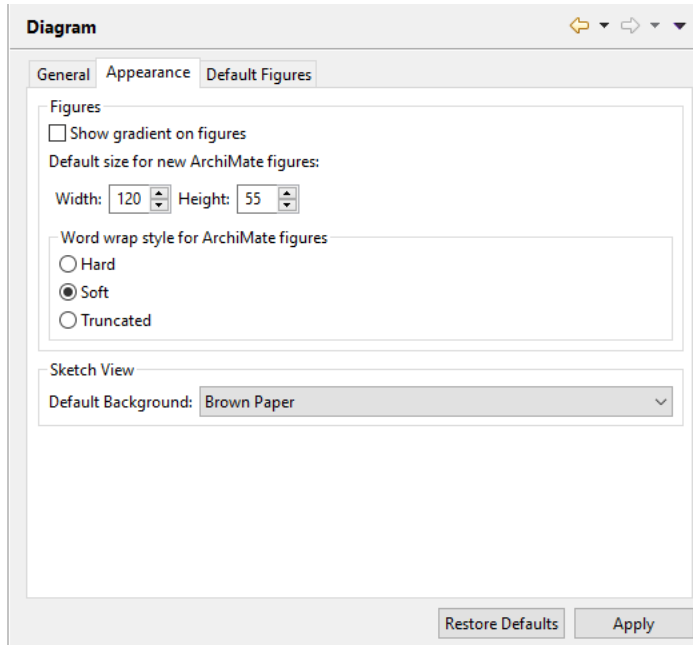 Diagram
General Appearance Default Figures
Figures
Show gradient on figures
Default size for new ArchiMate figures:
Width: 120 Height: 55
Word wrap style for ArchiMate figures
Hard
Soft
Truncated
Sketch View
Default Background: Brown Paper
Restore Defaults Apply